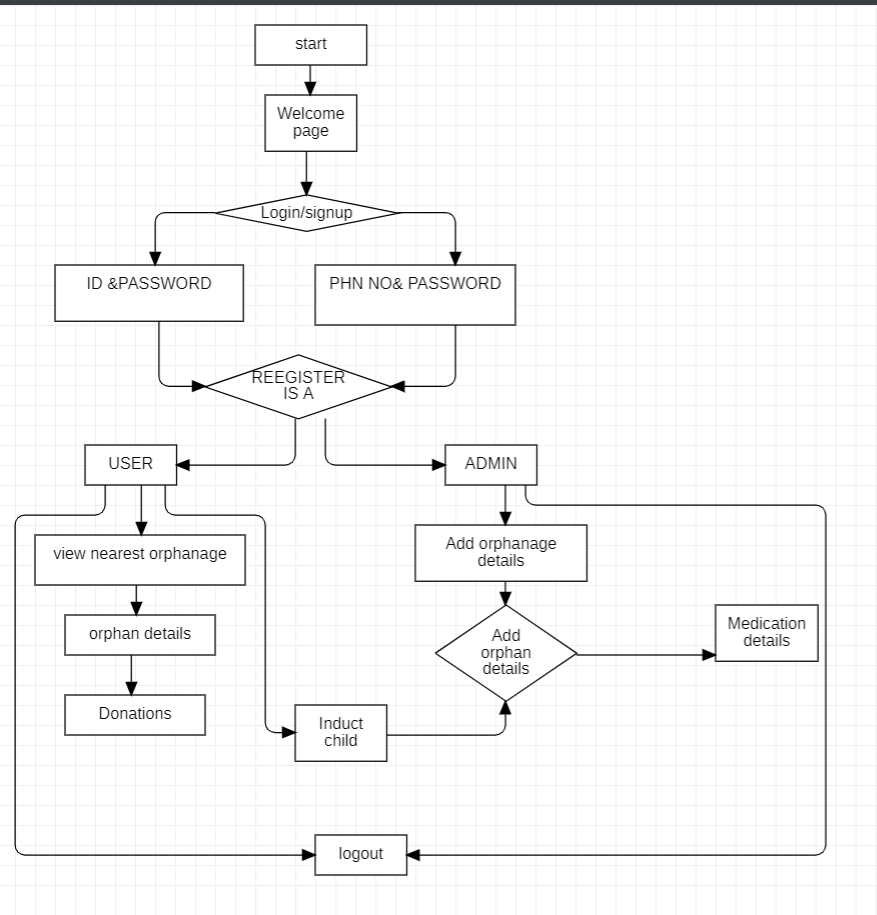 start
Welcome
page
Login/signup
ID &PASSWORD
PHN NO& PASSWORD
REEGISTER
IS A
USER
ADMIN
view nearest orphanage
Add orphanage
details
orphan details
Add
orphan
details
Medication
details
Donations
Induct
child
logout